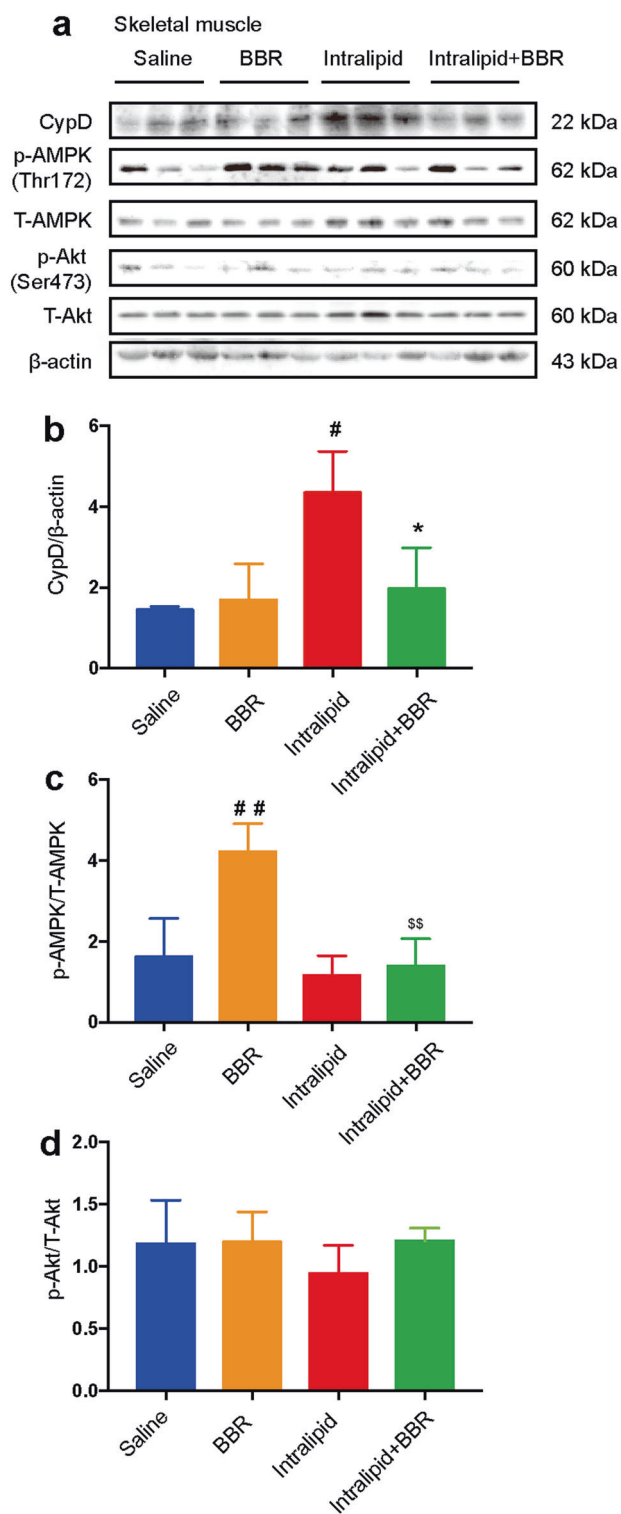 a Skeletal muscle
Saline BBR Intralipid Intralipid+BBR
CypD 22 kDa
p-AMPK
(Thr172) 62 kDa
T-AMPK 62 kDa
p-Akt
(Ser473) 60 kDa
T-Akt 60 kDa
β-actin 43 kDa
b
CypD/β-actin
6
4
2
0
#
*
Saline BBR Intralipid Intralipid+BBR
c
p-AMPK/T-AMPK
6
4
2
0
# #
$$
Saline BBR Intralipid Intralipid+BBR
d
p-Akt/T-Akt
2.0
1.5
1.0
0.5
0.0
Saline BBR Intralipid Intralipid+BBR